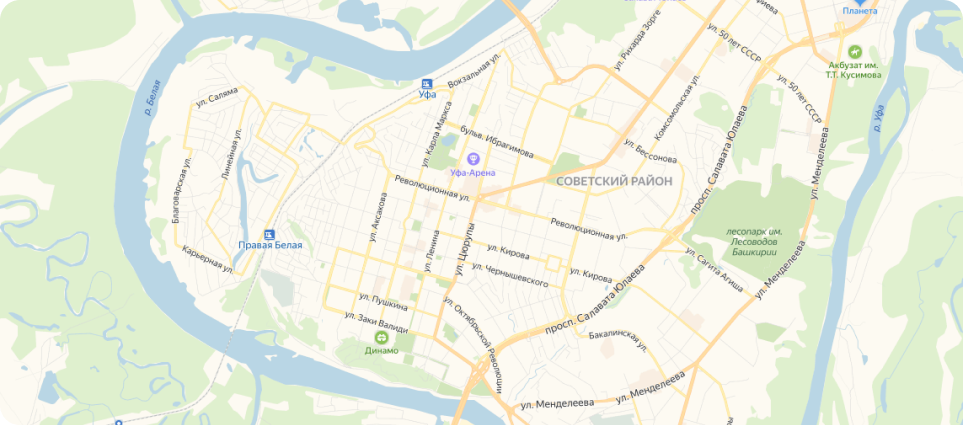 Планета
ул. Рихарда Зорге
ул. 50 лет СССР
Акбузат им.
Т.Т. Кусимова
ул. 50 лет СССР
Вокзальная ул.
Уфа
р. Белая
ул. Саляма
ул. Карла Маркса
Комсомольская ул.
просп. Салавата Юлаева
р. Уфа
Линейная ул.
бульв. Ибрагимова
ул. Бессонова
ул. Менделеева
Уфа-Арена
СОВЕТСКИЙ РАЙОН
Благоварская ул.
Революционная ул.
ул. Аксакова
Революционная ул.
лесопарк им.
Лесоводов
Башкирии
Правая Белая
ул. Ленина
ул. Цюрупы
ул. Кирова
ул. Сагита Агиша
ул. Менделеева
Карьерная ул.
ул. Чернышевского
ул. Кирова
ул. Пушкина
просп. Салавата Юлаева
ул. Заки Валиди
ул. Октябрьской Революции
Бакалинская ул.
Динамо
ул. Менделеева
ул. Менделеева